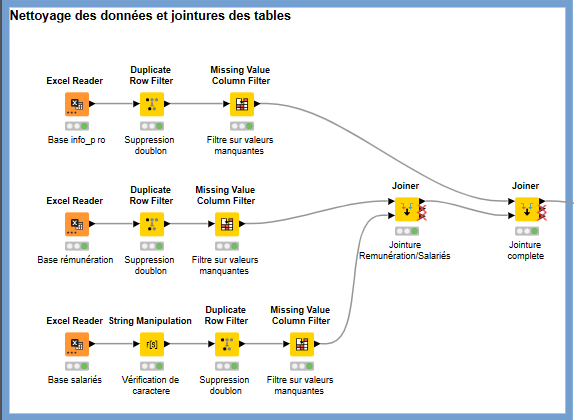 Nettoyage des données et jointures des tables
Excel Reader
Duplicate
Row Filter
Missing Value
Column Filter
Base info_p ro
Suppression
doublon
Filtre sur valeurs
manquantes
Excel Reader
Duplicate
Row Filter
Missing Value
Column Filter
Base rémunération
Suppression
doublon
Filtre sur valeurs
manquantes
Joiner
Jointure
Remunération/Salariés
Joiner
Jointure
complete
Excel Reader
String Manipulation
Duplicate
Row Filter
Missing Value
Column Filter
Base salariés
Vérification de
caractere
Suppression
doublon
Filtre sur valeurs
manquantes